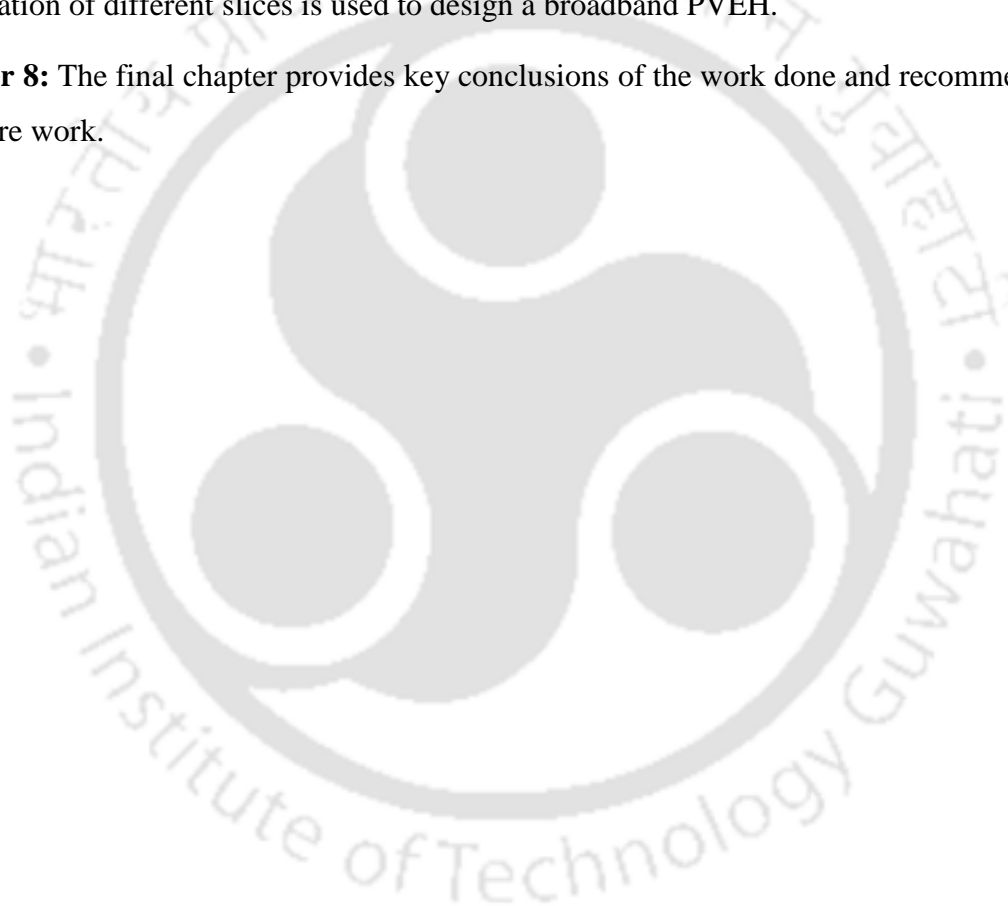 ation of different slices is used to design a broadband PVEH.
r 8: The final chapter provides key conclusions of the work done and recomme
re work.
Indian Institute of Technology Guwahati